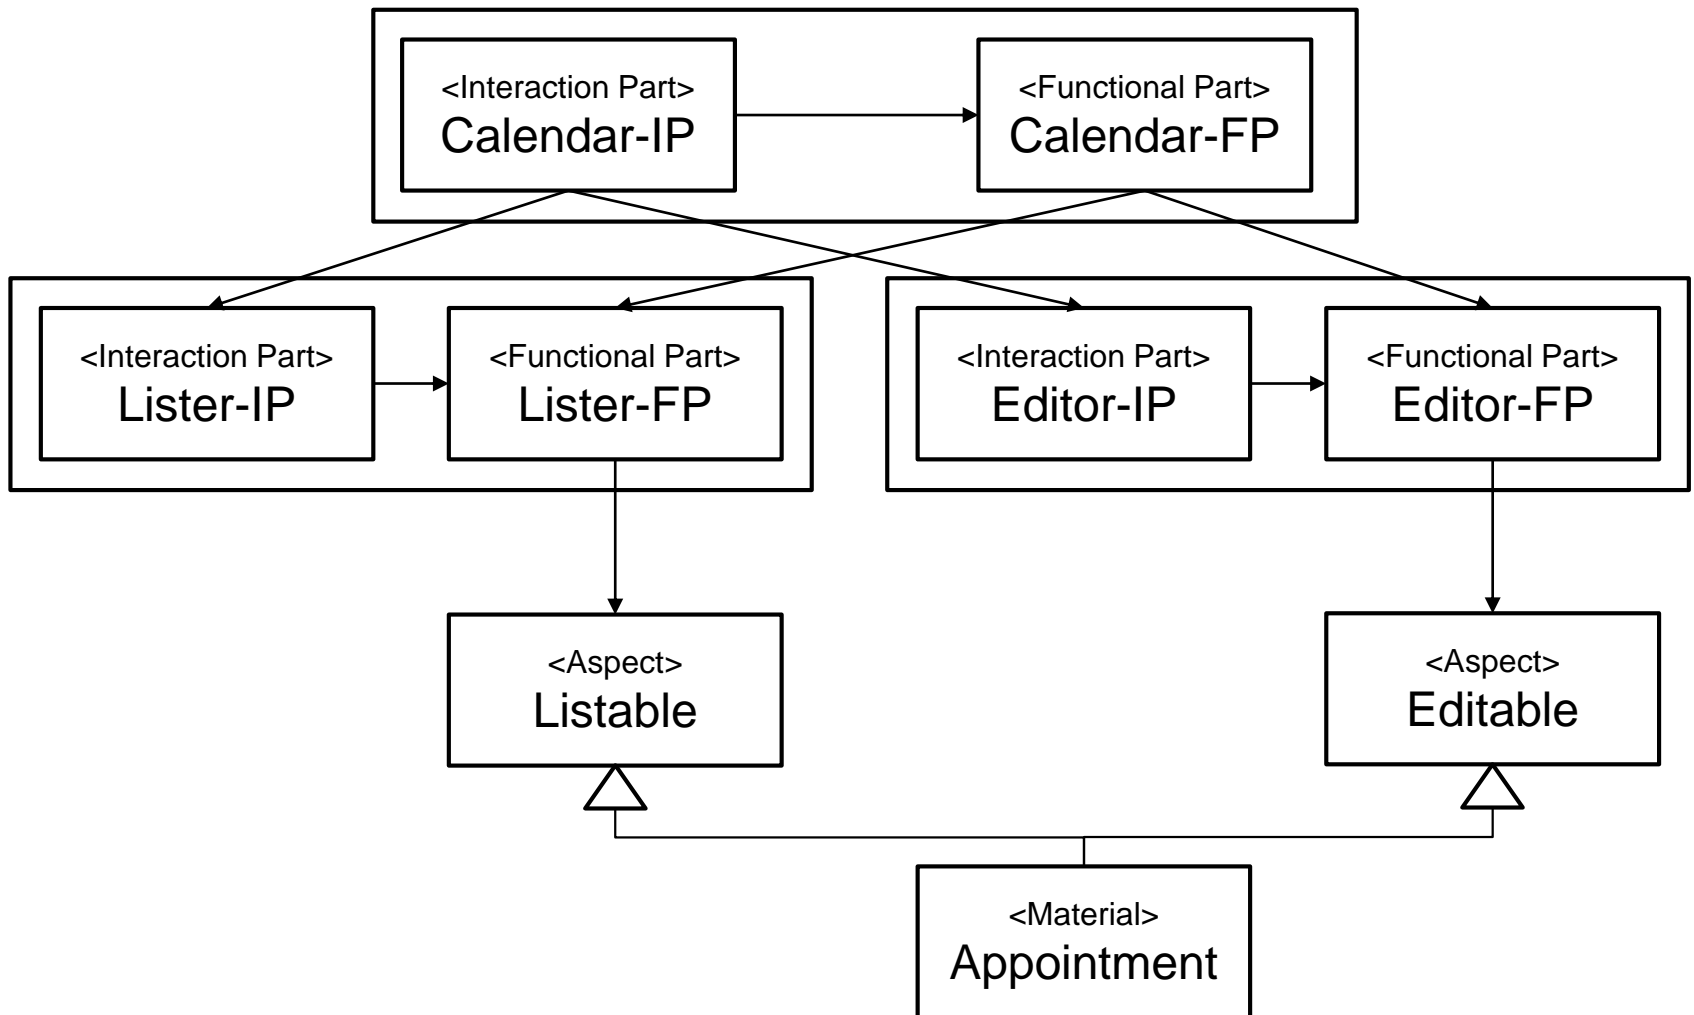 <Interaction Part>
Calendar-IP
<Functional Part>
Calendar-FP
<Interaction Part>
Lister-IP
<Functional Part>
Lister-FP
<Interaction Part>
Editor-IP
<Functional Part>
Editor-FP
<Aspect>
Listable
<Aspect>
Editable
<Material>
Appointment